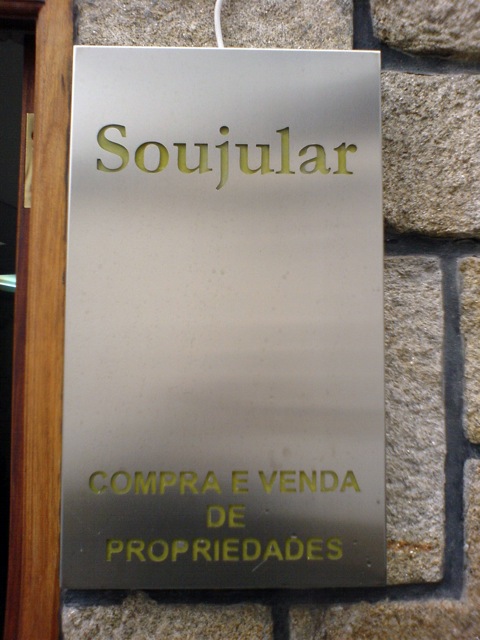 Soujular
COMPRA E VENDA
DE
PROPRIEDADES